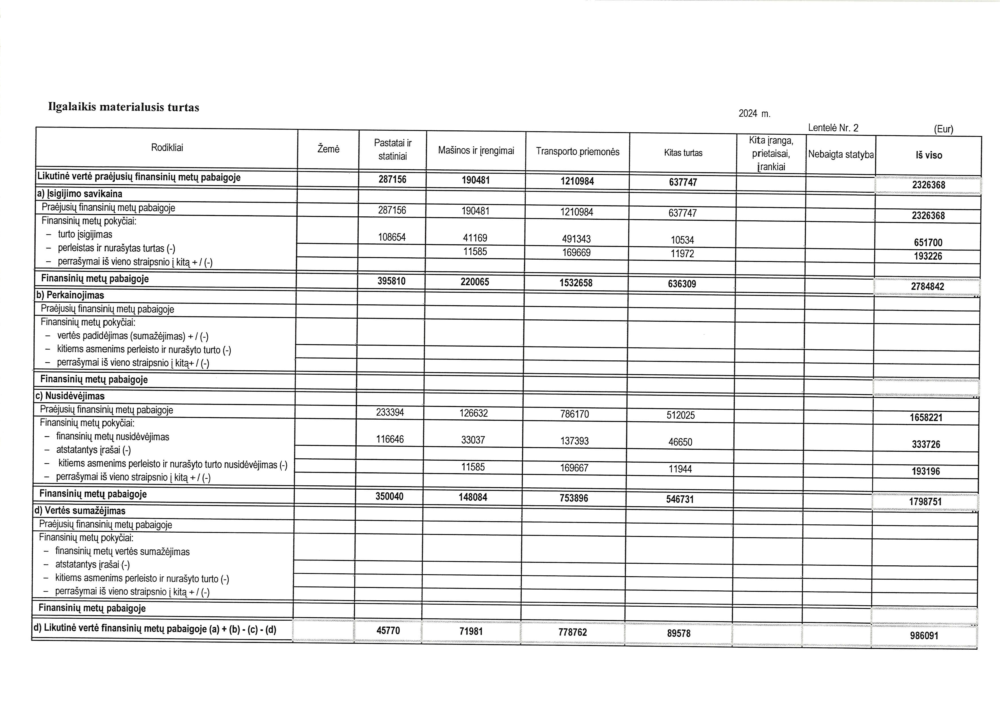 Ilgalaikis materialusis turtas
2024 m.
Lentelė Nr. 2 (Eur)
Rodikliai Žemė Pastatai ir statiniai Mašinos ir įrengimai Transporto priemonės Kitas turtas Kita įranga, prietaisai, įrankiai Nebaigta statyba Iš viso
Likutinė vertė praėjusių finansinių metų pabaigoje 287156 190481 1210984 637747 2326368
a) Įsigijimo savikaina
Praėjusių finansinių metų pabaigoje 287156 190481 1210984 637747 2326368
Finansinių metų pokyčiai:
– turto įsigijimas 108654 41169 491343 10534 651700
– perleistas ir nurašytas turtas (-) 11585 169669 11972 193226
– perrašymai iš vieno straipsnio į kitą + / (-)
Finansinių metų pabaigoje 395810 220065 1532658 636309 2784842
b) Perkainojimas
Praėjusių finansinių metų pabaigoje
Finansinių metų pokyčiai:
– vertės padidėjimas (sumažėjimas) + / (-)
– kitiems asmenims perleisto ir nurašyto turto (-)
– perrašymai iš vieno straipsnio į kitą+ / (-)
Finansinių metų pabaigoje
c) Nusidėvėjimas
Praėjusių finansinių metų pabaigoje 233394 126632 786170 512025 1658221
Finansinių metų pokyčiai:
– finansinių metų nusidėvėjimas 116646 33037 137393 46650 333726
– atstatantys įrašai (-)
– kitiems asmenims perleisto ir nurašyto turto nusidėvėjimas (-) 11585 169667 11944 193196
– perrašymai iš vieno straipsnio į kitą + / (-)
Finansinių metų pabaigoje 350040 148084 753896 546731 1798751
d) Vertės sumažėjimas
Praėjusių finansinių metų pabaigoje
Finansinių metų pokyčiai:
– finansinių metų vertės sumažėjimas
– atstatantys įrašai (-)
– kitiems asmenims perleisto ir nurašyto turto (-)
– perrašymai iš vieno straipsnio į kitą + / (-)
Finansinių metų pabaigoje
d) Likutinė vertė finansinių metų pabaigoje (a) + (b) - (c) - (d) 45770 71981 778762 89578 986091